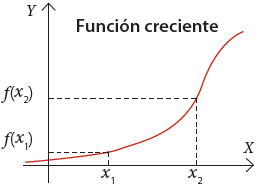 Y
Función creciente
f(x₂)
f(x₁)
X
x₁
x₂